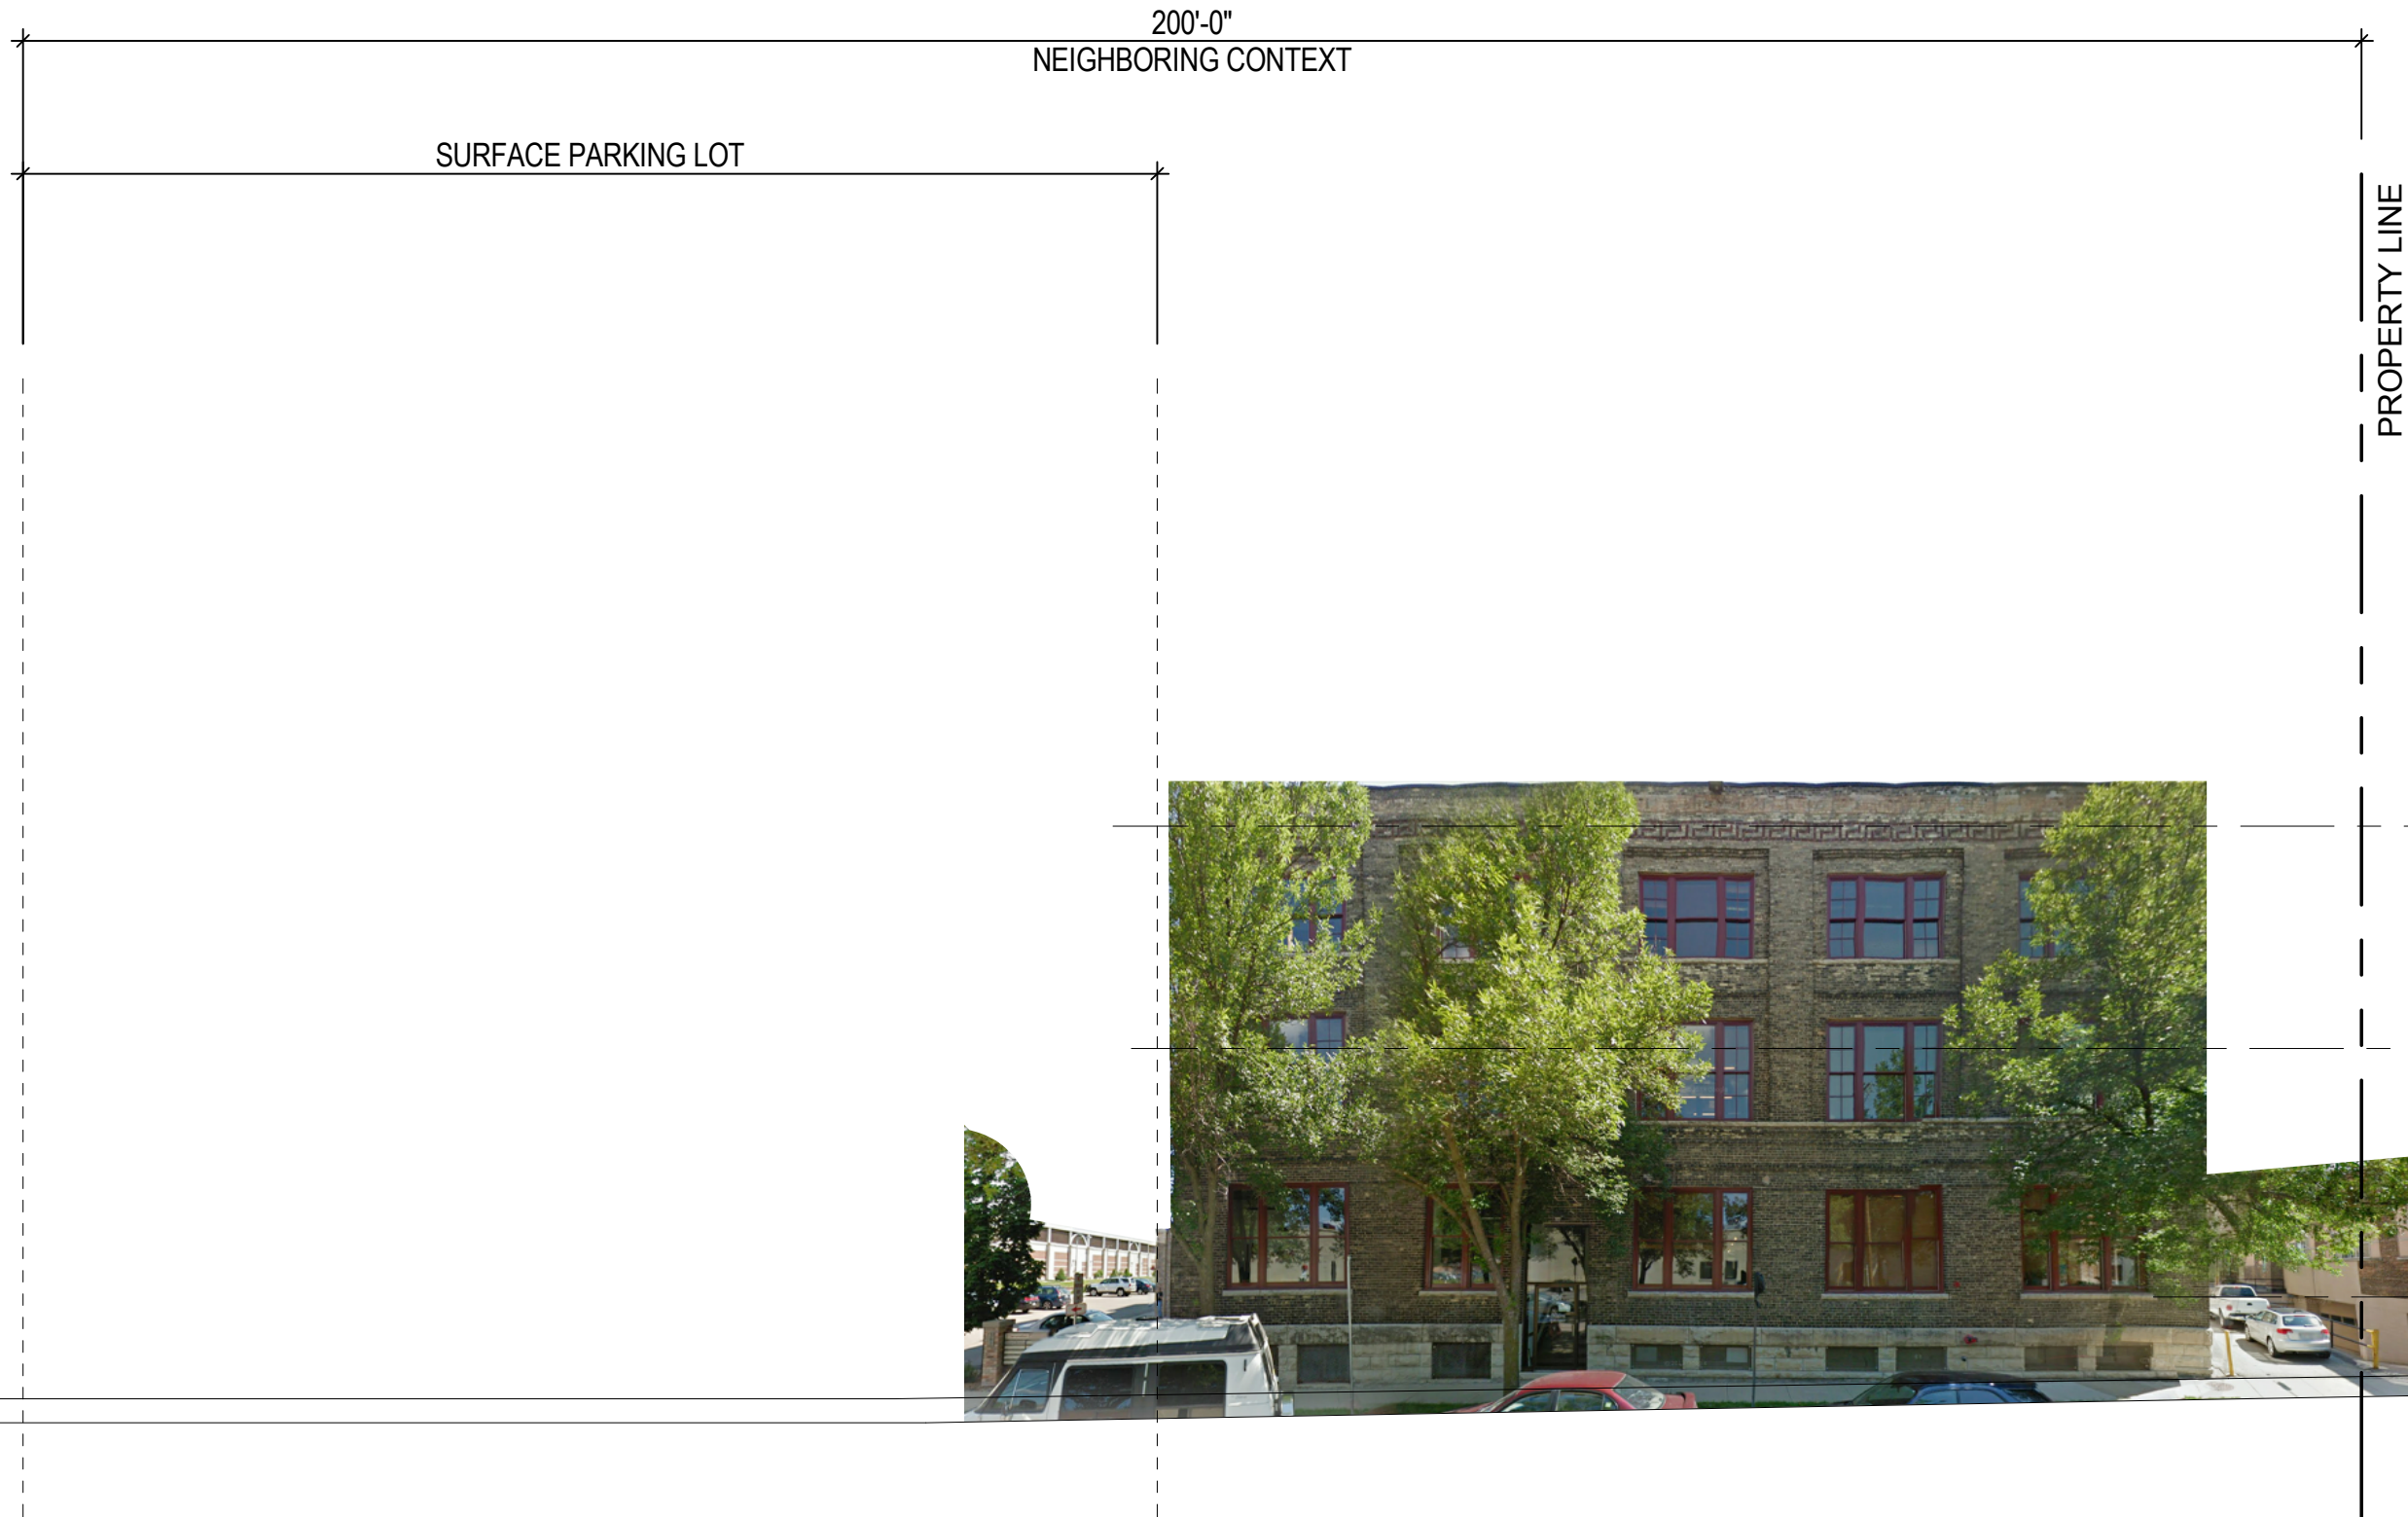 200'-0"
NEIGHBORING CONTEXT
SURFACE PARKING LOT
PROPERTY LINE